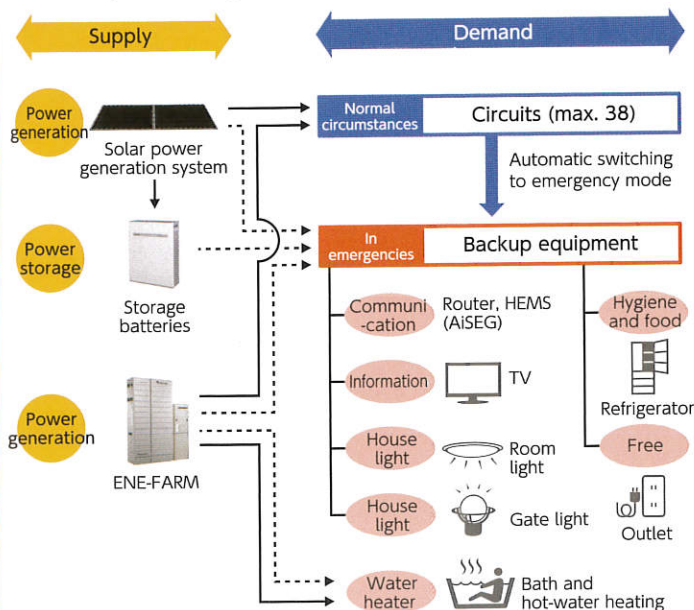 Supply
Demand
Power
generation
Solar power
generation system
Normal
circumstances
Circuits (max. 38)
Automatic switching
to emergency mode
Power
storage
Storage
batteries
In
emergencies
Backup equipment
Communi
-cation
Router, HEMS
(AiSEG)
Hygiene
and food
Refrigerator
Information
TV
Power
generation
ENE-FARM
House
light
Room
light
Free
Outlet
House
light
Gate light
Water
heater
Bath and
hot-water heating